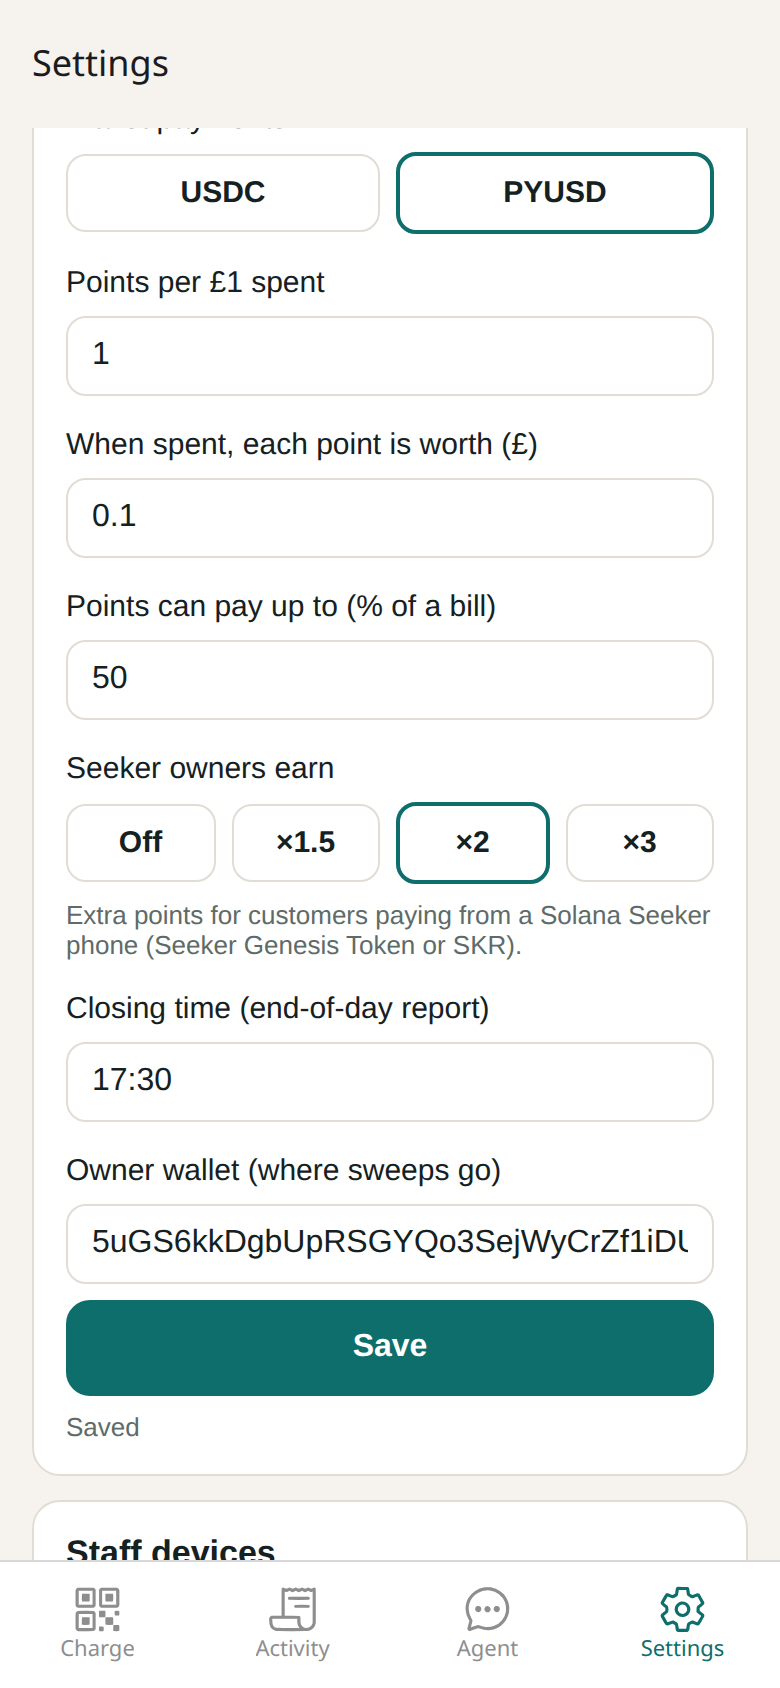 Settings
USDC
PYUSD
Points per £1 spent
1
When spent, each point is worth (£)
0.1
Points can pay up to (% of a bill)
50
Seeker owners earn
Off
×1.5
×2
×3
Extra points for customers paying from a Solana Seeker
phone (Seeker Genesis Token or SKR).
Closing time (end-of-day report)
17:30
Owner wallet (where sweeps go)
5uGS6kkDgbUpRSGYQo3SejWyCrZf1iDU
Save
Saved
Staff devices
Charge
Activity
Agent
Settings